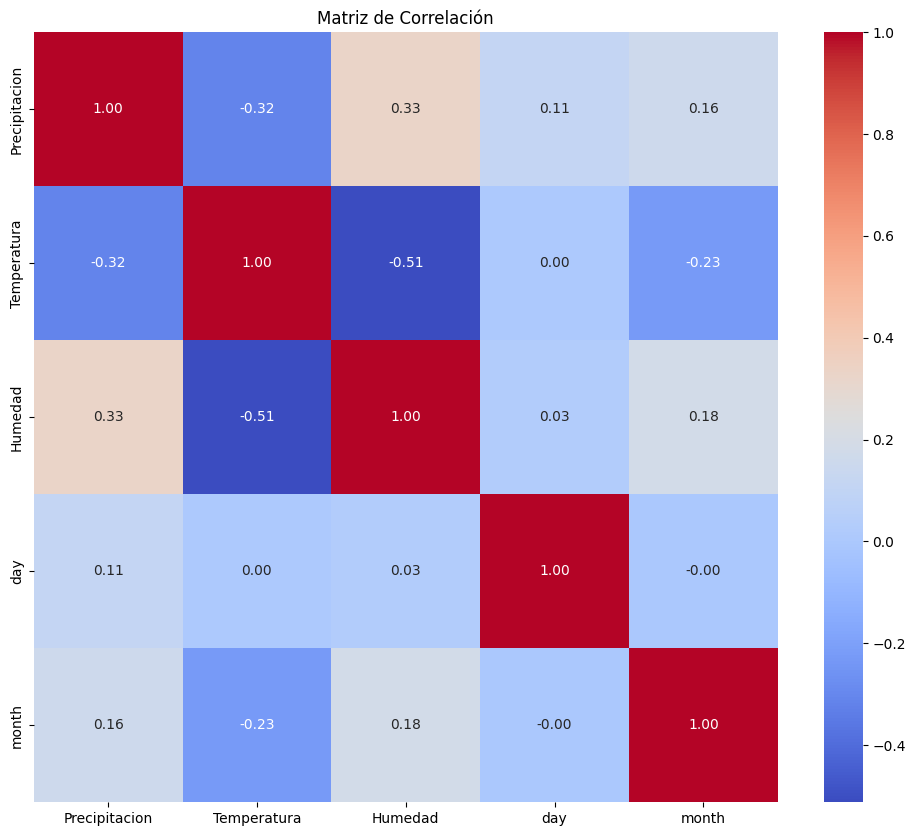 Matriz de Correlación
Precipitacion 1.00 -0.32 0.33 0.11 0.16
Temperatura -0.32 1.00 -0.51 0.00 -0.23
Humedad 0.33 -0.51 1.00 0.03 0.18
day 0.11 0.00 0.03 1.00 -0.00
month 0.16 -0.23 0.18 -0.00 1.00
Precipitacion Temperatura Humedad day month
1.0
0.8
0.6
0.4
0.2
0.0
−0.2
−0.4